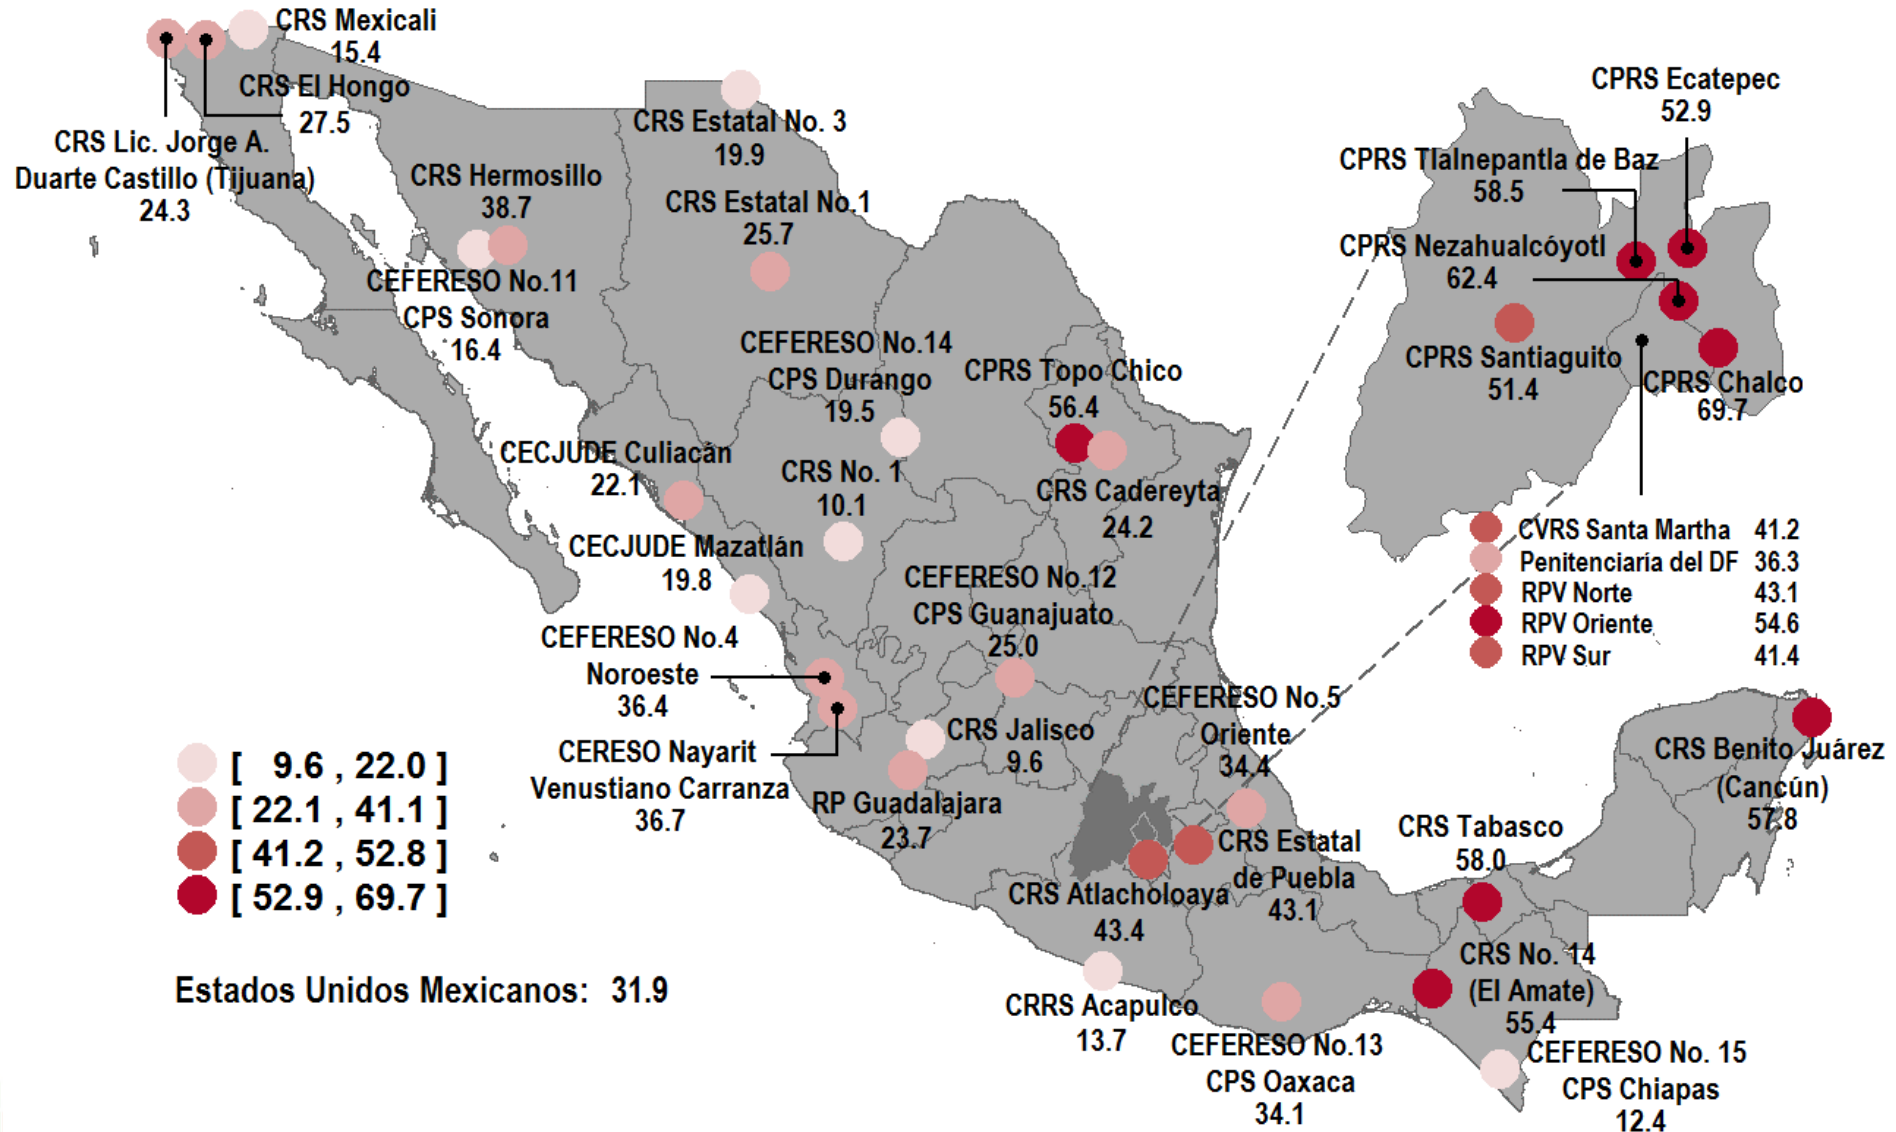 CRS Mexicali
15.4
CRS El Hongo
27.5
CRS Lic. Jorge A.
Duarte Castillo (Tijuana)
24.3
CRS Hermosillo
38.7
CEFERESO No.11
CPS Sonora
16.4
CRS Estatal No. 3
19.9
CRS Estatal No.1
25.7
CEFERESO No.14
CPS Durango
19.5
CPRS Topo Chico
56.4
CRS Cadereyta
24.2
CECJUDE Culiacán
22.1
CRS No. 1
10.1
CECJUDE Mazatlán
19.8
CEFERESO No.12
CPS Guanajuato
25.0
CEFERESO No.4
Noroeste
36.4
CERESO Nayarit
Venustiano Carranza
36.7
CRS Jalisco
9.6
RP Guadalajara
23.7
CEFERESO No.5
Oriente
34.4
CRS Estatal
de Puebla
43.1
CRS Atlacholoaya
43.4
CRRS Acapulco
13.7
CEFERESO No.13
CPS Oaxaca
34.1
CRS Tabasco
58.0
CRS No. 14
(El Amate)
55.4
CEFERESO No. 15
CPS Chiapas
12.4
CRS Benito Juárez
(Cancún)
57.8
CPRS Ecatepec
52.9
CPRS Tlalnepantla de Baz
58.5
CPRS Nezahualcóyotl
62.4
CPRS Santiaguito
51.4
CPRS Chalco
69.7
CVRS Santa Martha 41.2
Penitenciaría del DF 36.3
RPV Norte 43.1
RPV Oriente 54.6
RPV Sur 41.4
[ 9.6 , 22.0 ]
[ 22.1 , 41.1 ]
[ 41.2 , 52.8 ]
[ 52.9 , 69.7 ]
Estados Unidos Mexicanos: 31.9